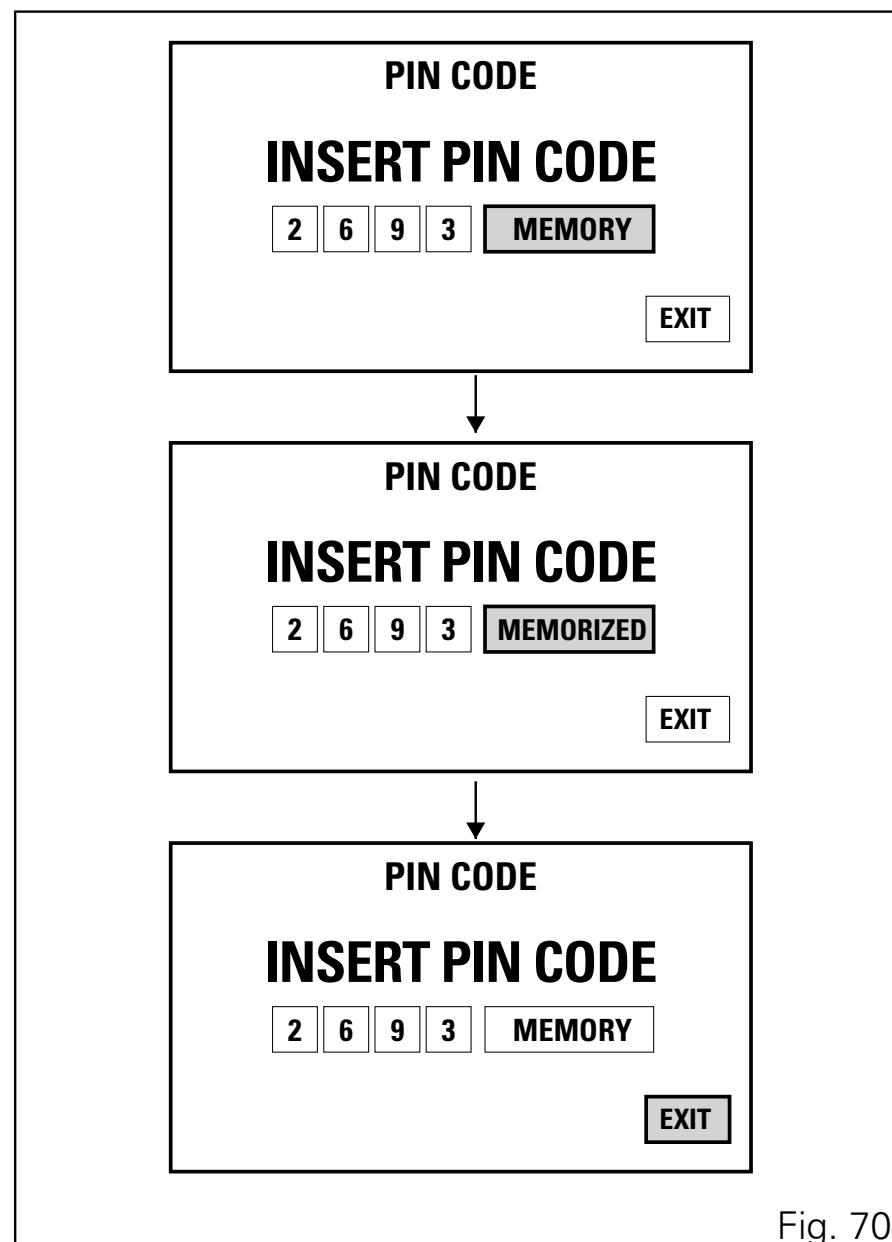 PIN CODE
INSERT PIN CODE
2 6 9 3 MEMORY
EXIT
PIN CODE
INSERT PIN CODE
2 6 9 3 MEMORIZED
EXIT
PIN CODE
INSERT PIN CODE
2 6 9 3 MEMORY
EXIT
Fig. 70